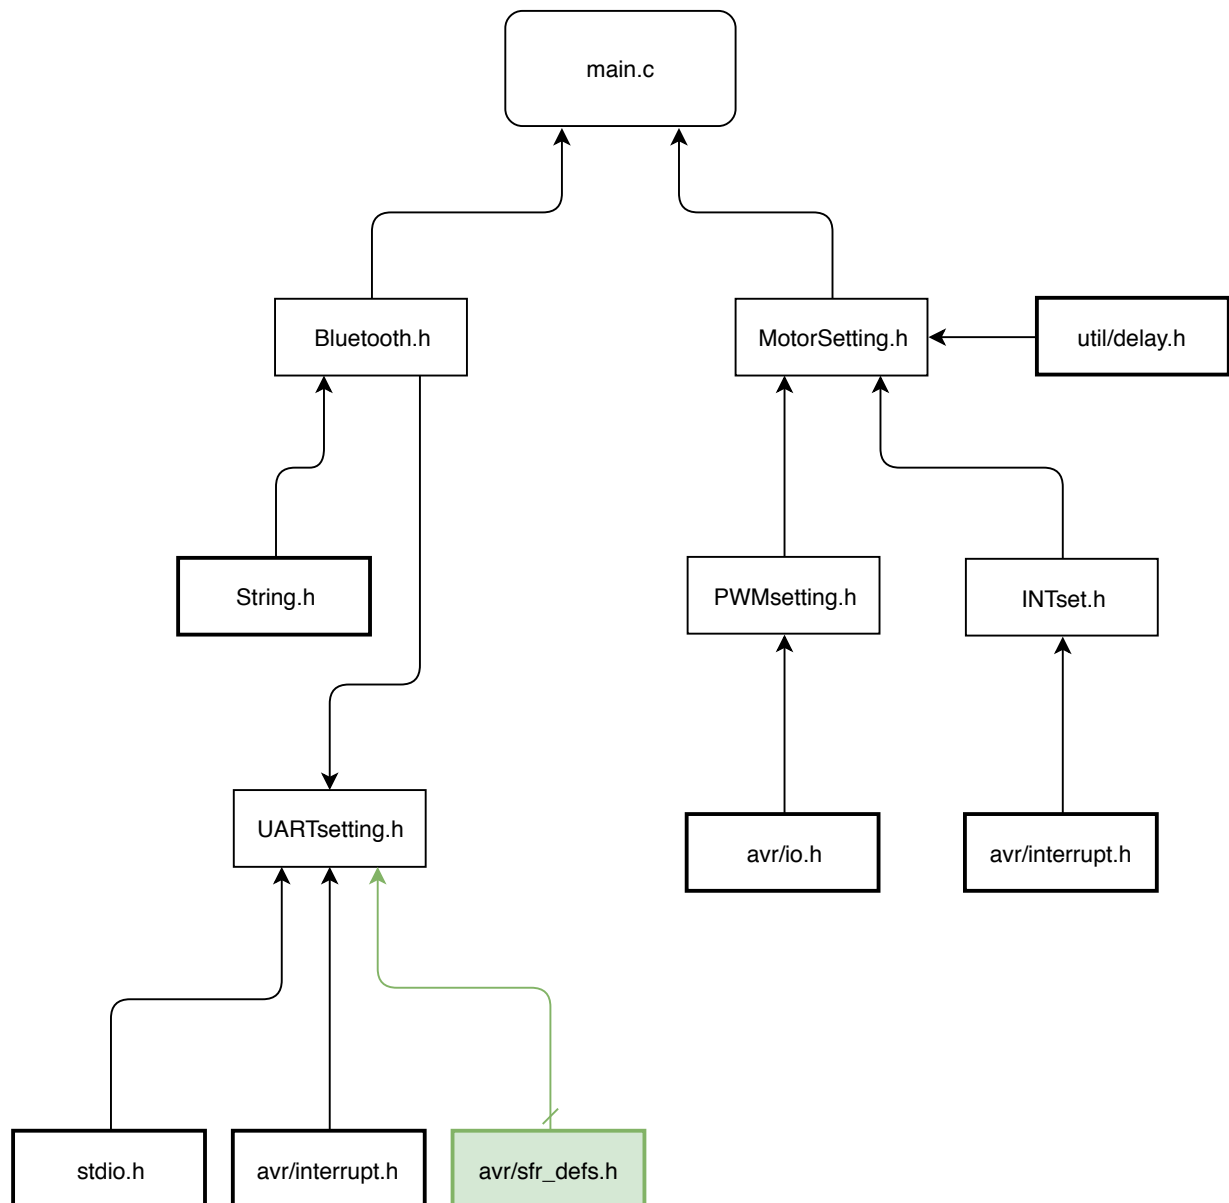 main.c
Bluetooth.h
MotorSetting.h
util/delay.h
String.h
PWMsetting.h
INTset.h
UARTsetting.h
avr/io.h
avr/interrupt.h
stdio.h
avr/interrupt.h
avr/sfr_defs.h